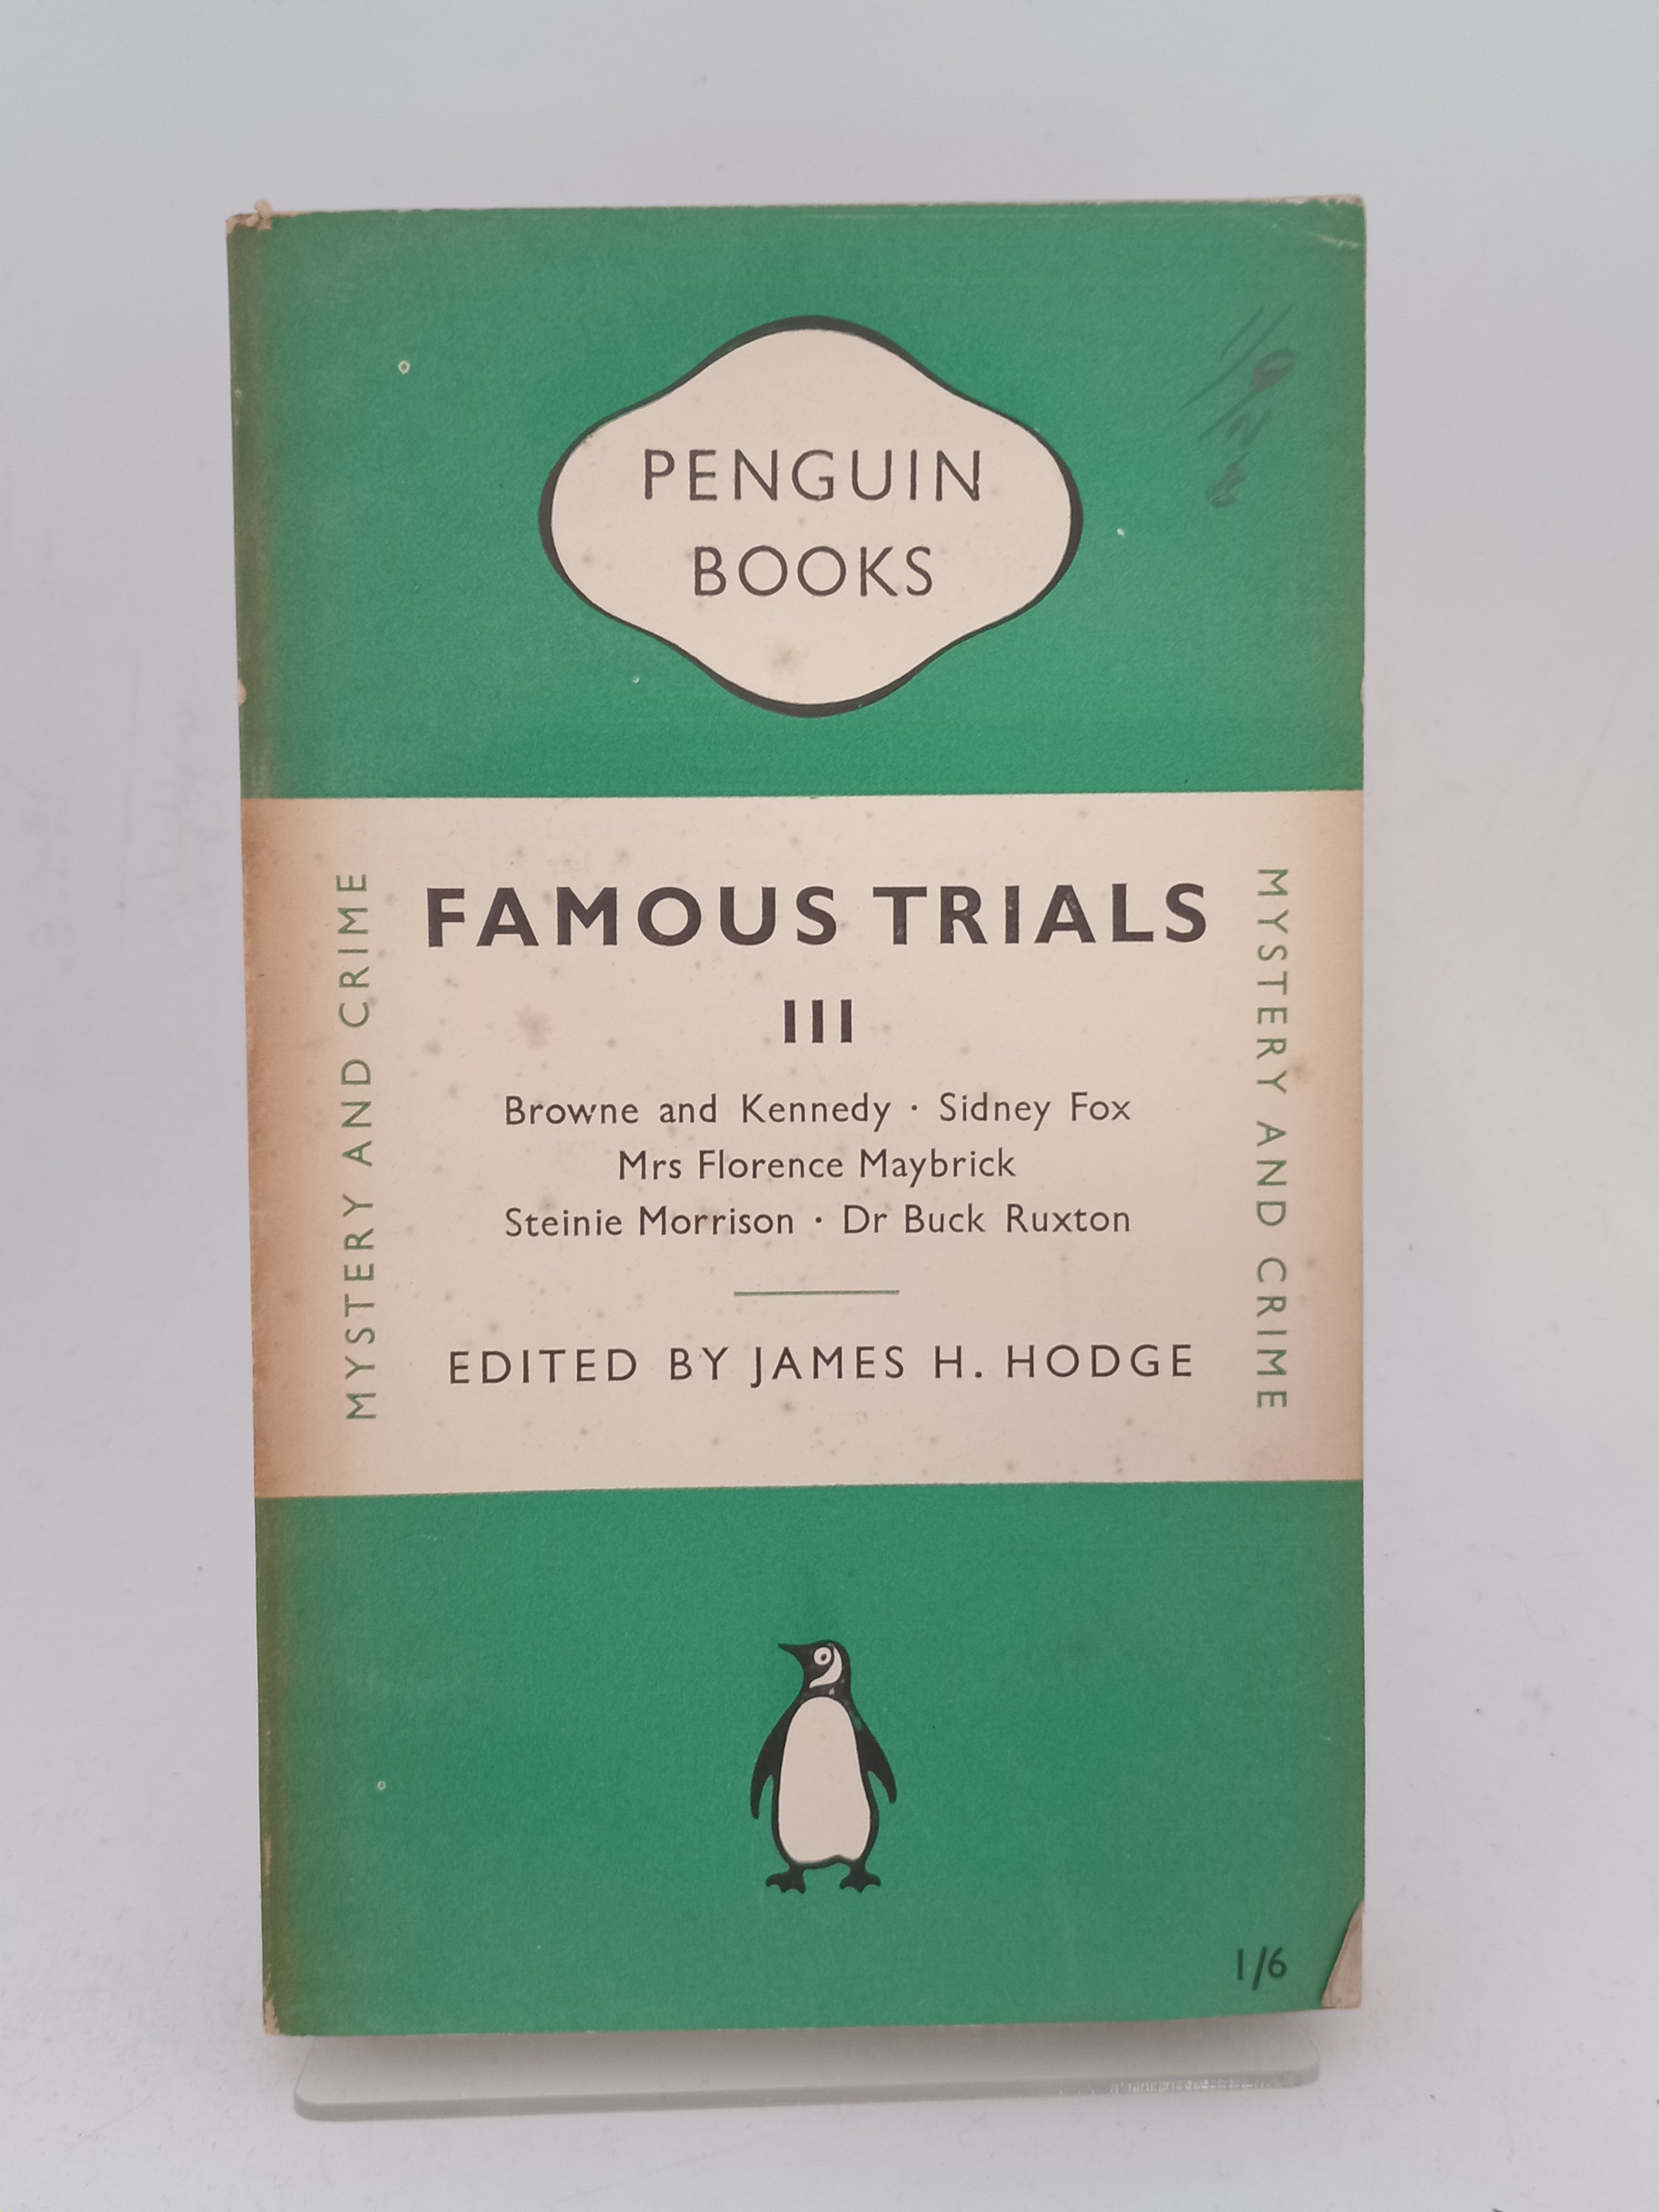 PENGUIN
BOOKS
FAMOUS TRIALS
III
Browne and Kennedy · Sidney Fox
Mrs Florence Maybrick
Steinie Morrison · Dr Buck Ruxton
EDITED BY JAMES H. HODGE
MYSTERY AND CRIME
MYSTERY AND CRIME
1/6